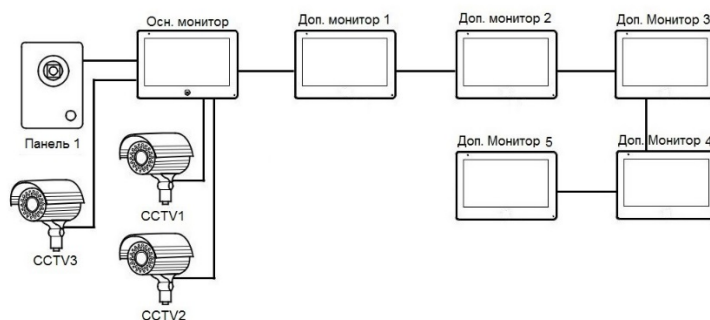 Осн. монитор
Доп. монитор 1
Доп. монитор 2
Доп. Монитор 3
Панель 1
Доп. Монитор 5
Доп. Монитор 4
CCTV1
CCTV3
CCTV2